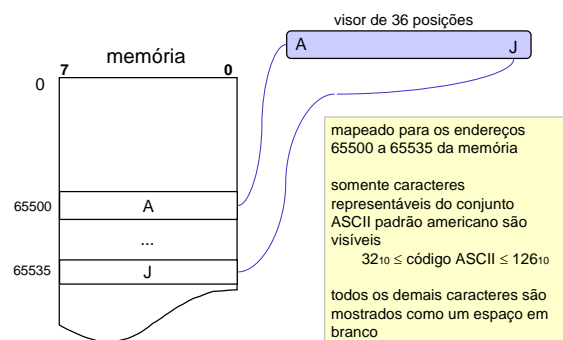 visor de 36 posições
A J
memória
7 0
0
65500 A
...
65535 J
mapeado para os endereços
65500 a 65535 da memória
somente caracteres
representáveis do conjunto
ASCII padrão americano são
visíveis
32₁₀ ≤ código ASCII ≤ 126₁₀
todos os demais caracteres são
mostrados como um espaço em
branco